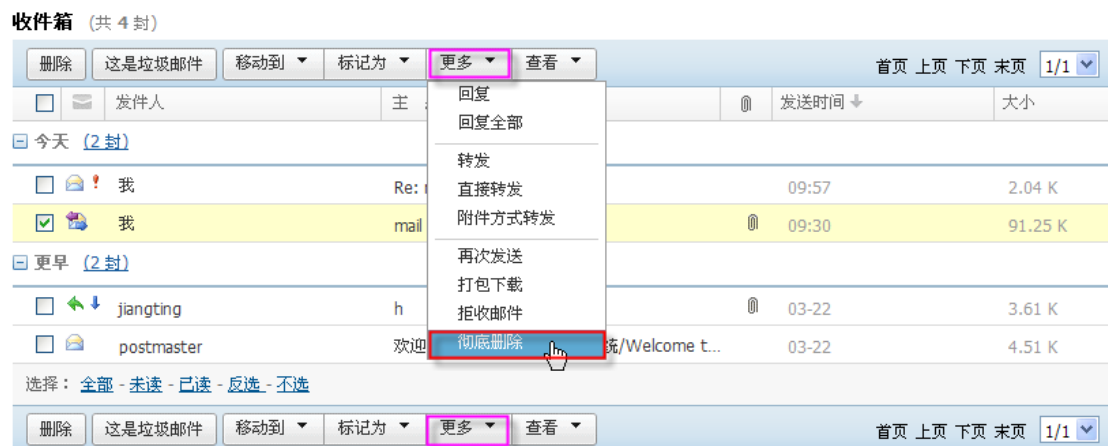 收件箱 (共 4 封)
删除 这是垃圾邮件 移动到 标记为 更多 查看 首页 上页 下页 末页 1/1
发件人 主 发送时间 大小
今天 (2 封)
我 Re: 09:57 2.04 K
我 mail 09:30 91.25 K
更早 (2 封)
jiangting h 03-22 3.61 K
postmaster 欢迎 统/Welcome t... 03-22 4.51 K
回复
回复全部
转发
直接转发
附件方式转发
再次发送
打包下载
拒收邮件
彻底删除
选择: 全部 - 未读 - 已读 - 反选 - 不选
删除 这是垃圾邮件 移动到 标记为 更多 查看 首页 上页 下页 末页 1/1